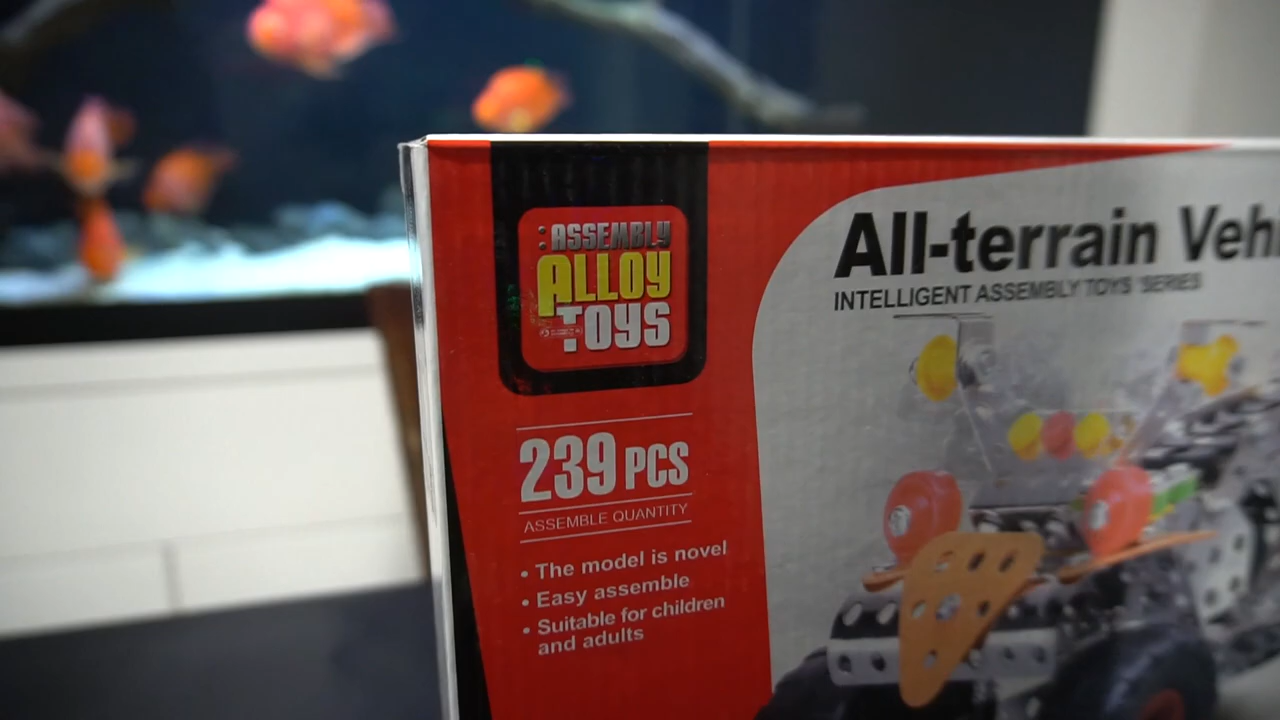 ASSEMBLY
ALLOY
TOYS
239 PCS
ASSEMBLE QUANTITY
• The model is novel
• Easy assemble
• Suitable for children
and adults
All-terrain Veh
INTELLIGENT ASSEMBLY TOYS SERIES